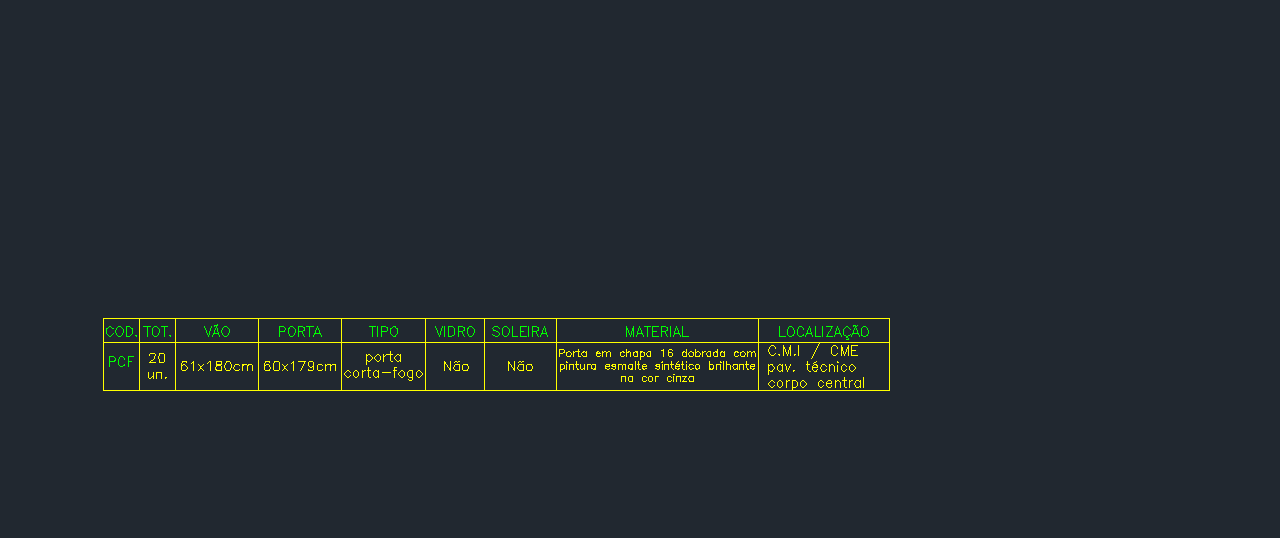 COD. TOT. VÃO PORTA TIPO VIDRO SOLEIRA MATERIAL LOCALIZAÇÃO
PCF
20
un.
61x180cm
60x179cm
porta
corta-fogo
Não
Não
Porta em chapa 16 dobrada com
pintura esmalte sintético brilhante
na cor cinza
C.M.I / CME
pav. técnico
corpo central